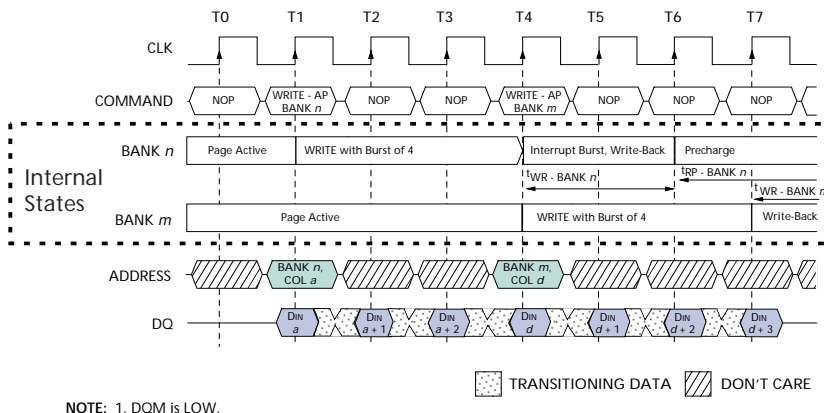 T0 T1 T2 T3 T4 T5 T6 T7
CLK
COMMAND NOP WRITE - AP BANK n NOP NOP WRITE - AP BANK m NOP NOP NOP
Internal States
BANK n Page Active WRITE with Burst of 4 Interrupt Burst, Write-Back Precharge
tWR - BANK n tRP - BANK n
tWR - BANK
BANK m Page Active WRITE with Burst of 4 Write-Back
ADDRESS BANK n, COL a BANK m, COL d
DQ DIN a DIN a + 1 DIN a + 2 DIN d DIN d + 1 DIN d + 2 DIN d + 3
TRANSITIONING DATA DON'T CARE
NOTE: 1. DQM is LOW.